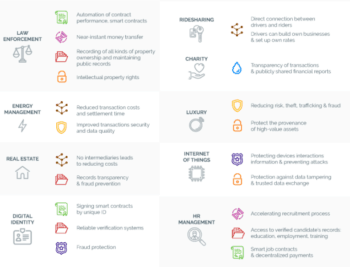 LAW
ENFORCEMENT
Automation of contract
performance: smart contracts
Near-instant money transfer
Recording of all kinds of property
ownership and maintaining
public records
Intellectual property rights
ENERGY
MANAGEMENT
Reduced transaction costs
and settlement time
Improved transactions security
and data quality
REAL ESTATE
No intermediaries leads
to reducing costs
Records transparency
& fraud prevention
DIGITAL
IDENTITY
Signing smart contracts
by unique ID
Reliable verification systems
Fraud protection
RIDESHARING
Direct connection between
drivers and riders
Drivers can build own businesses
& set up own rates
CHARITY
Transparency of transactions
& publicly shared financial reports
LUXURY
Reducing risk, theft, trafficking & fraud
Protect the provenance
of high-value assets
INTERNET
OF THINGS
Protecting devices interactions
information & preventing attacks
Protection against data tampering
& trusted data exchange
HR
MANAGEMENT
Accelerating recruitment process
Access to verified candidate's records:
education, employment, training
Smart job contracts
& decentralized payments